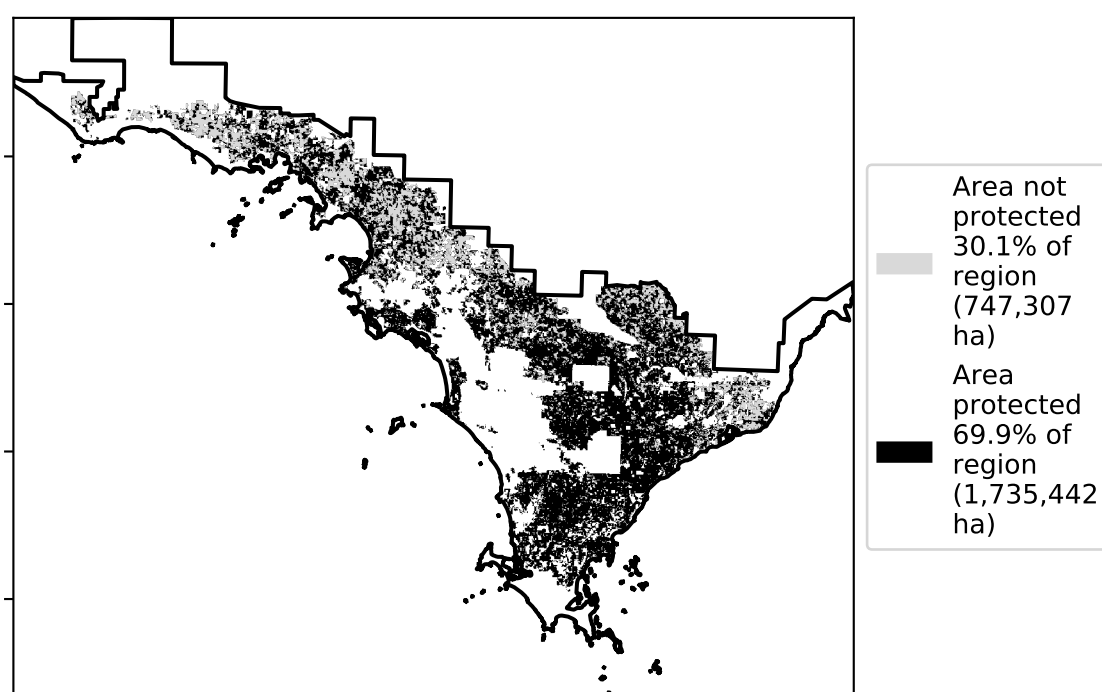 Area not
protected
30.1% of
region
(747,307
ha)
Area
protected
69.9% of
region
(1,735,442
ha)